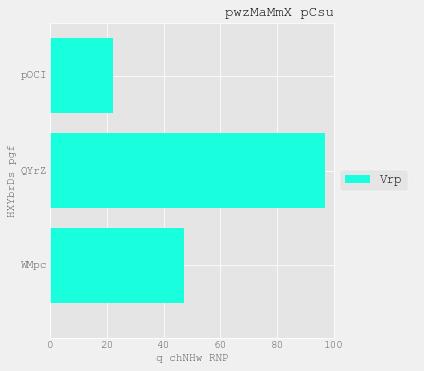 pwzMaMmX pCsu
pOCI
QYrZ
WMpc
HXYbrDs pgf
0 20 40 60 80 100
q chNHw RNP
Vrp